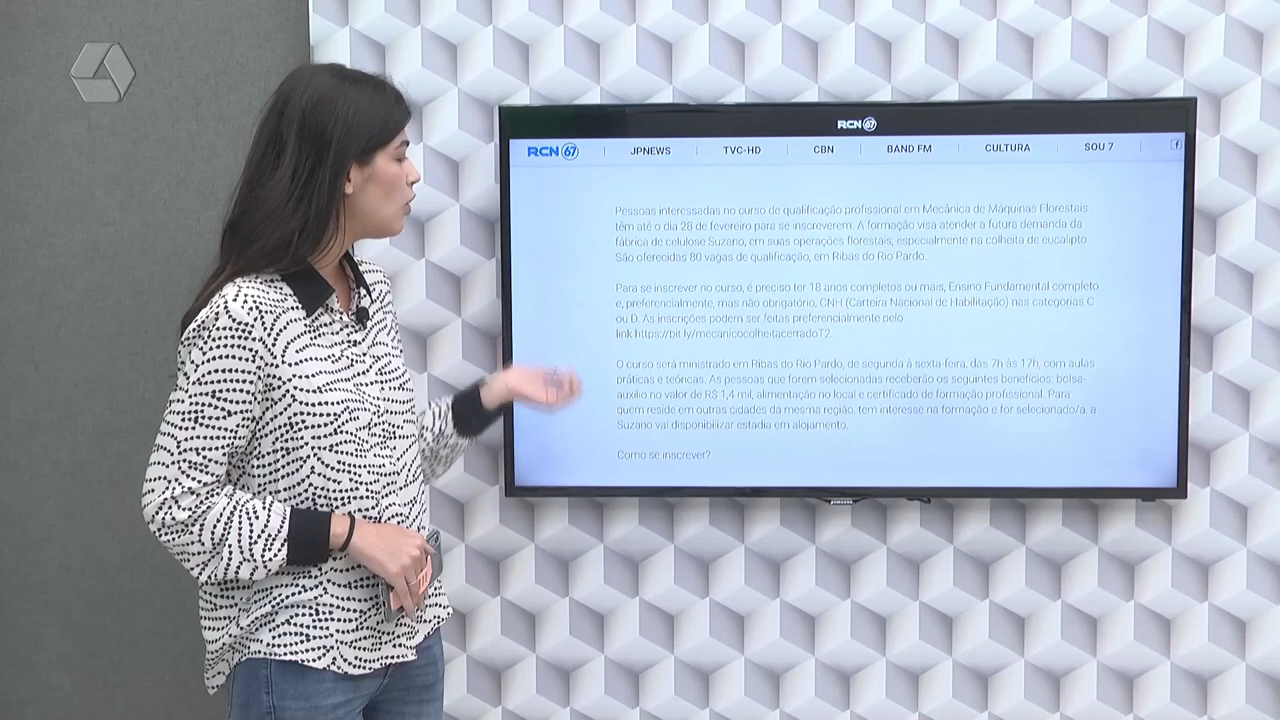 RCN 67
RCN 67 JPNEWS TVC-HD CBN BAND FM CULTURA SOU 7 f
Pessoas interessadas no curso de qualificação profissional em Mecânica de Máquinas Florestais
têm até o dia 28 de fevereiro para se inscreverem. A formação visa atender a futura demanda da
fábrica de celulose Suzano, em suas operações florestais, especialmente na colheita de eucalipto.
São oferecidas 80 vagas de qualificação, em Ribas do Rio Pardo.
Para se inscrever no curso, é preciso ter 18 anos completos ou mais, Ensino Fundamental completo
e, preferencialmente, mas não obrigatório, CNH (Carteira Nacional de Habilitação) nas categorias C
ou D. As inscrições podem ser feitas preferencialmente pelo
link https://bit.ly/mecanicocolheitacerradoT2.
O curso será ministrado em Ribas do Rio Pardo, de segunda à sexta-feira, das 7h às 17h, com aulas
práticas e teóricas. As pessoas que forem selecionadas receberão os seguintes benefícios: bolsa-
auxílio no valor de R$ 1,4 mil, alimentação no local e certificado de formação profissional. Para
quem reside em outras cidades da mesma região, tem interesse na formação e for selecionado/a, a
Suzano vai disponibilizar estadia em alojamento.
Como se inscrever?
SAMSUNG